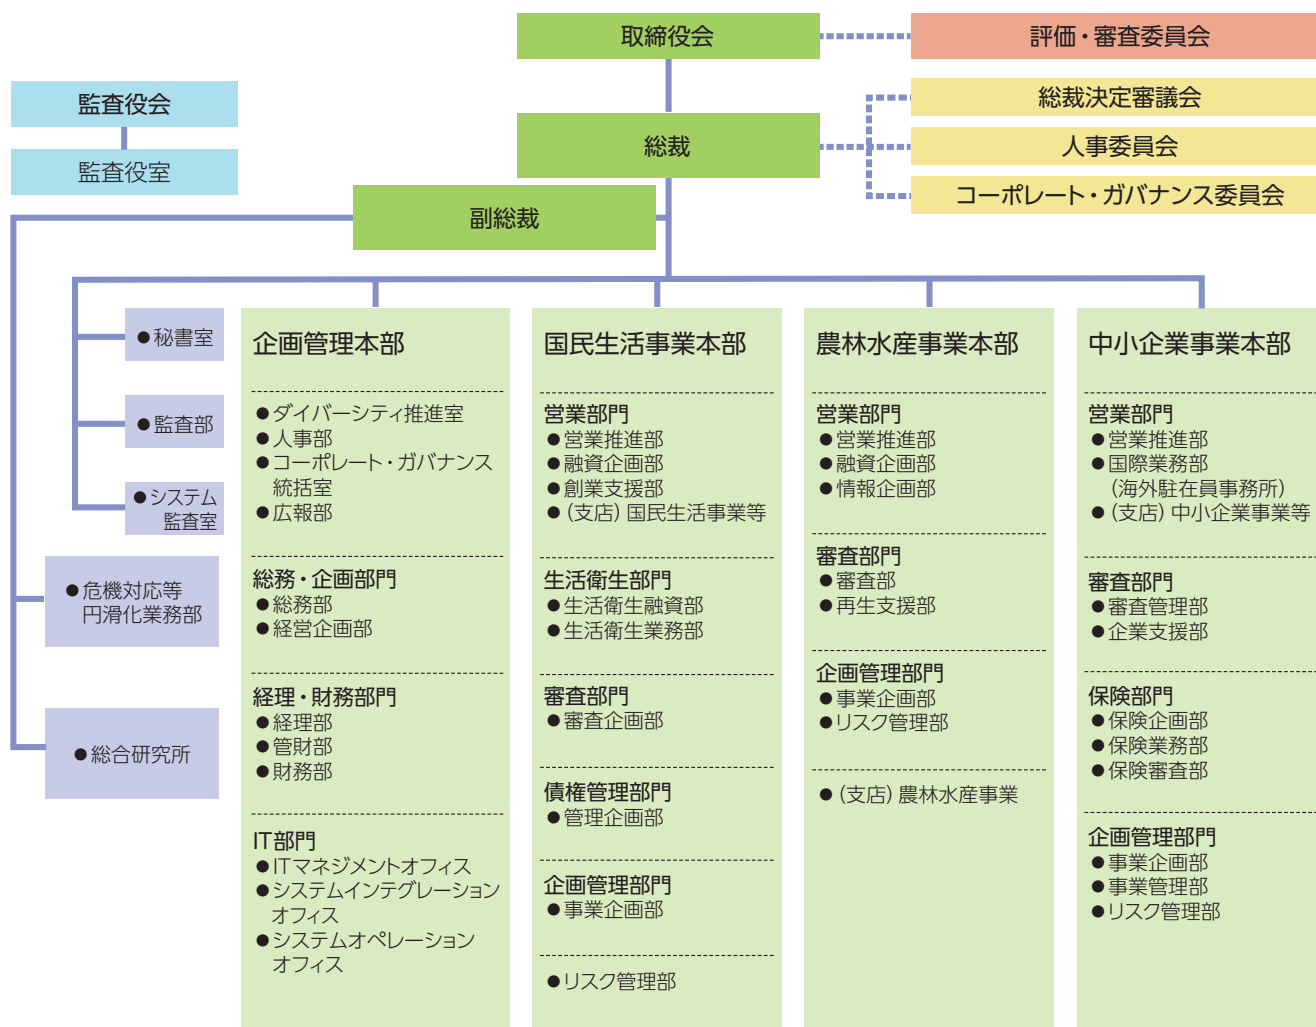 取締役会
評価・審査委員会
監査役会
監査役室
総裁
総裁決定審議会
人事委員会
コーポレート・ガバナンス委員会
副総裁
●秘書室
●監査部
●システム
監査室
●危機対応等
円滑化業務部
●総合研究所
企画管理本部
●ダイバーシティ推進室
●人事部
●コーポレート・ガバナンス
統括室
●広報部
総務・企画部門
●総務部
●経営企画部
経理・財務部門
●経理部
●管財部
●財務部
IT部門
●ITマネジメントオフィス
●システムインテグレーション
オフィス
●システムオペレーション
オフィス
国民生活事業本部
営業部門
●営業推進部
●融資企画部
●創業支援部
●(支店)国民生活事業等
生活衛生部門
●生活衛生融資部
●生活衛生業務部
審査部門
●審査企画部
債権管理部門
●管理企画部
企画管理部門
●事業企画部
●リスク管理部
農林水産事業本部
営業部門
●営業推進部
●融資企画部
●情報企画部
審査部門
●審査部
●再生支援部
企画管理部門
●事業企画部
●リスク管理部
●(支店)農林水産事業
中小企業事業本部
営業部門
●営業推進部
●国際業務部
(海外駐在員事務所)
●(支店)中小企業事業等
審査部門
●審査管理部
●企業支援部
保険部門
●保険企画部
●保険業務部
●保険審査部
企画管理部門
●事業企画部
●事業管理部
●リスク管理部